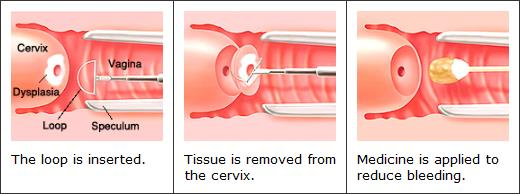 Cervix
Vagina
Dysplasia
Loop
Speculum
The loop is inserted.
Tissue is removed from
the cervix.
Medicine is applied to
reduce bleeding.